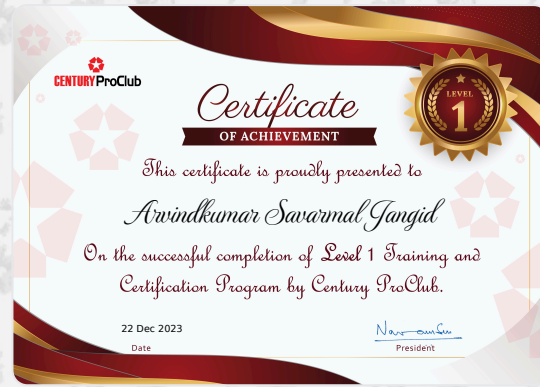 CENTURY ProClub
LEVEL
1
Certificate
OF ACHIEVEMENT
This certificate is proudly presented to
Arvindkumar Savarmal Jangid
On the successful completion of Level 1 Training and
Certification Program by Century ProClub.
22 Dec 2023
Date
President